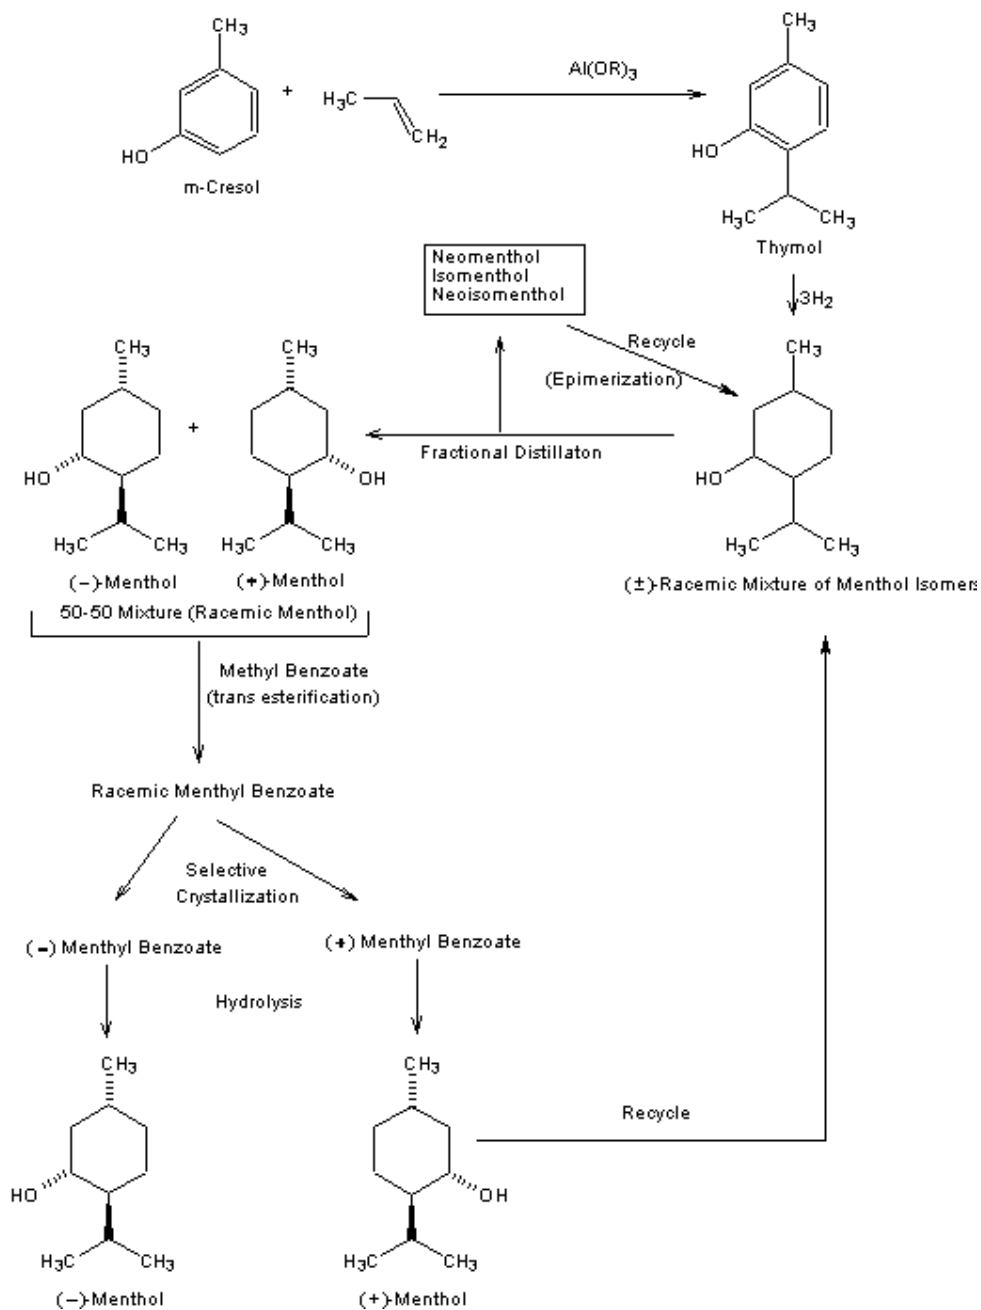 CH3
+
Al(OR)3
H3C
CH2
HO
m-Cresol
CH3
HO
H3C
CH3
Thymol
3H2
Neomenthol
Isomenthol
Neoisomenthol
Recycle
(Epimerization)
Fractional Distillaton
CH3
HO
H3C
CH3
(−)-Menthol
+
CH3
OH
H3C
CH3
(+)-Menthol
50-50 Mixture (Racemic Menthol)
CH3
HO
H3C
CH3
(±)-Racemic Mixture of Menthol Isomers
Methyl Benzoate
(trans esterification)
Racemic Menthyl Benzoate
Selective
Crystallization
(−) Menthyl Benzoate
(+) Menthyl Benzoate
Hydrolysis
CH3
HO
H3C
CH3
(−)-Menthol
CH3
OH
H3C
CH3
(+)-Menthol
Recycle